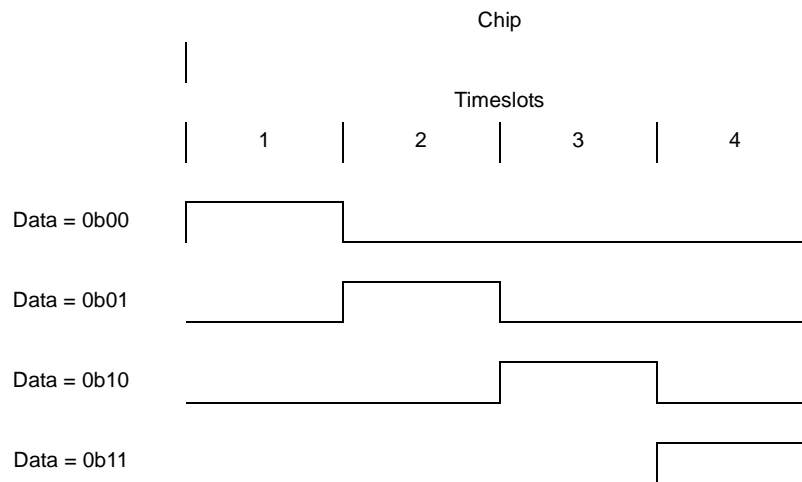 Chip
Timeslots
1 2 3 4
Data = 0b00
Data = 0b01
Data = 0b10
Data = 0b11